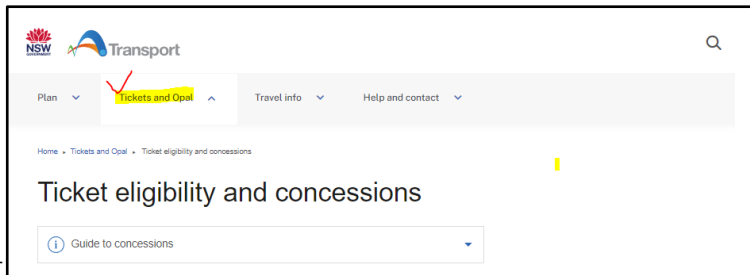 NSW
GOVERNMENT
Transport
Plan Tickets and Opal Travel info Help and contact
Home Tickets and Opal Ticket eligibility and concessions
Ticket eligibility and concessions
Guide to concessions